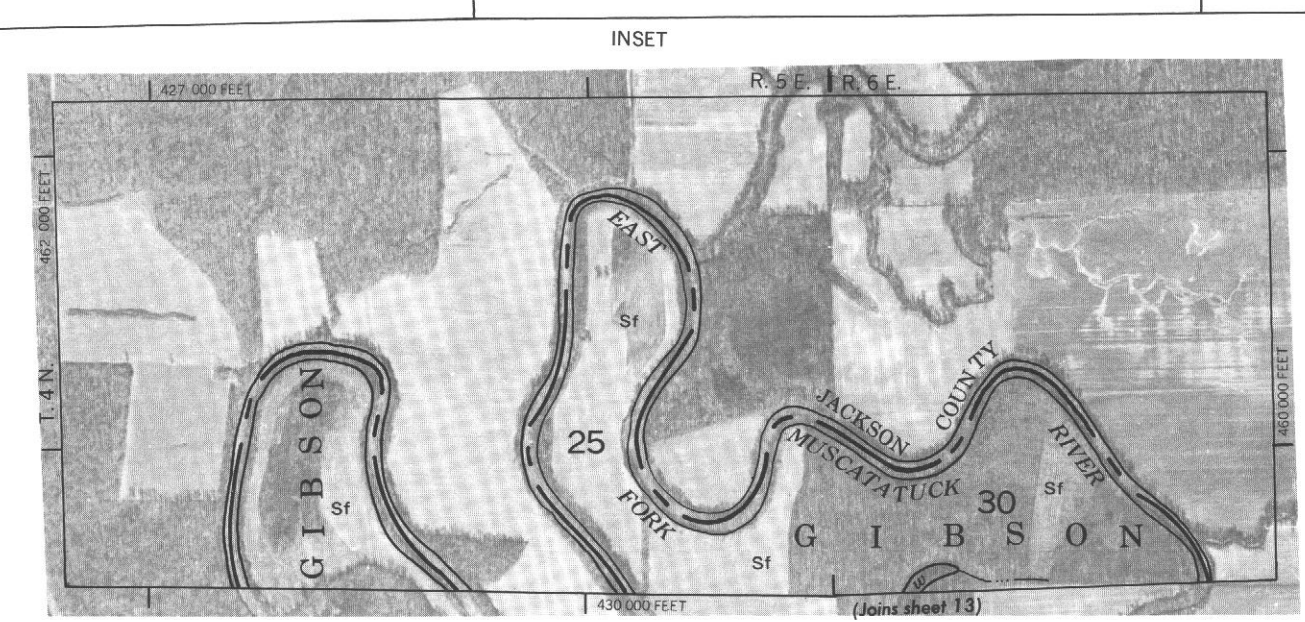 INSET
427 000 FEET
R. 5 E. R. 6 E.
462 000 FEET
T. 4 N.
EAST
Sf
JACKSON COUNTY
460 000 FEET
GIBSON
25
MUSCATATUCK RIVER
Sf
FORK
30
Sf
GIBSON
Sf
W
430 000 FEET
(Joins sheet 13)